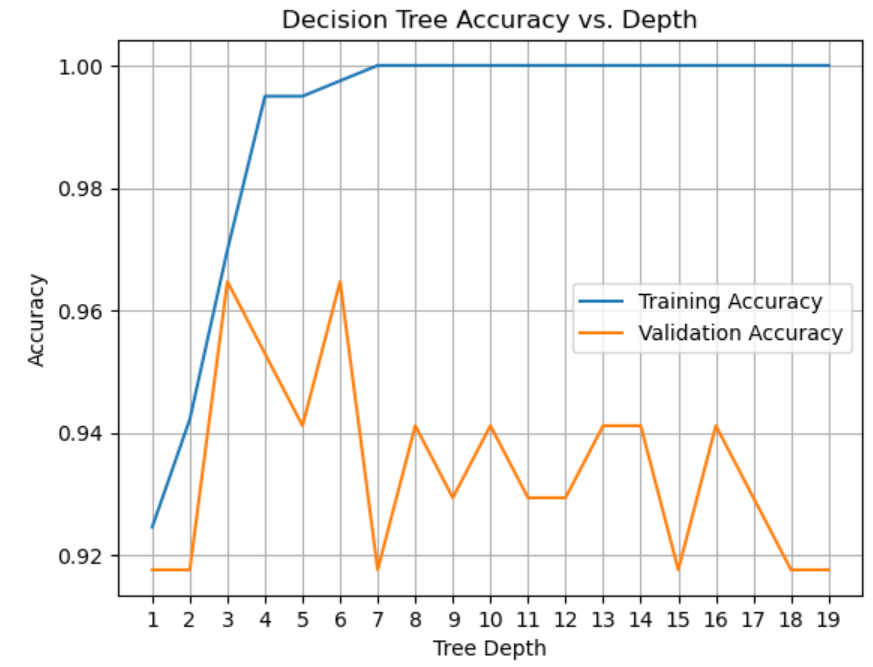 Decision Tree Accuracy vs. Depth
1.00
0.98
0.96
0.94
0.92
Accuracy
Training Accuracy
Validation Accuracy
1 2 3 4 5 6 7 8 9 10 11 12 13 14 15 16 17 18 19
Tree Depth